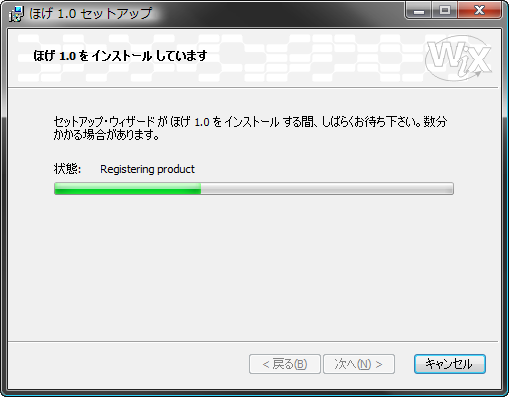 ほげ 1.0 セットアップ
ほげ 1.0 を インストール しています
WiX
セットアップ・ウィザード が ほげ 1.0 を インストール する間、しばらくお待ち下さい。数分
かかる場合があります。
状態: Registering product
< 戻る(B) 次へ(N) > キャンセル